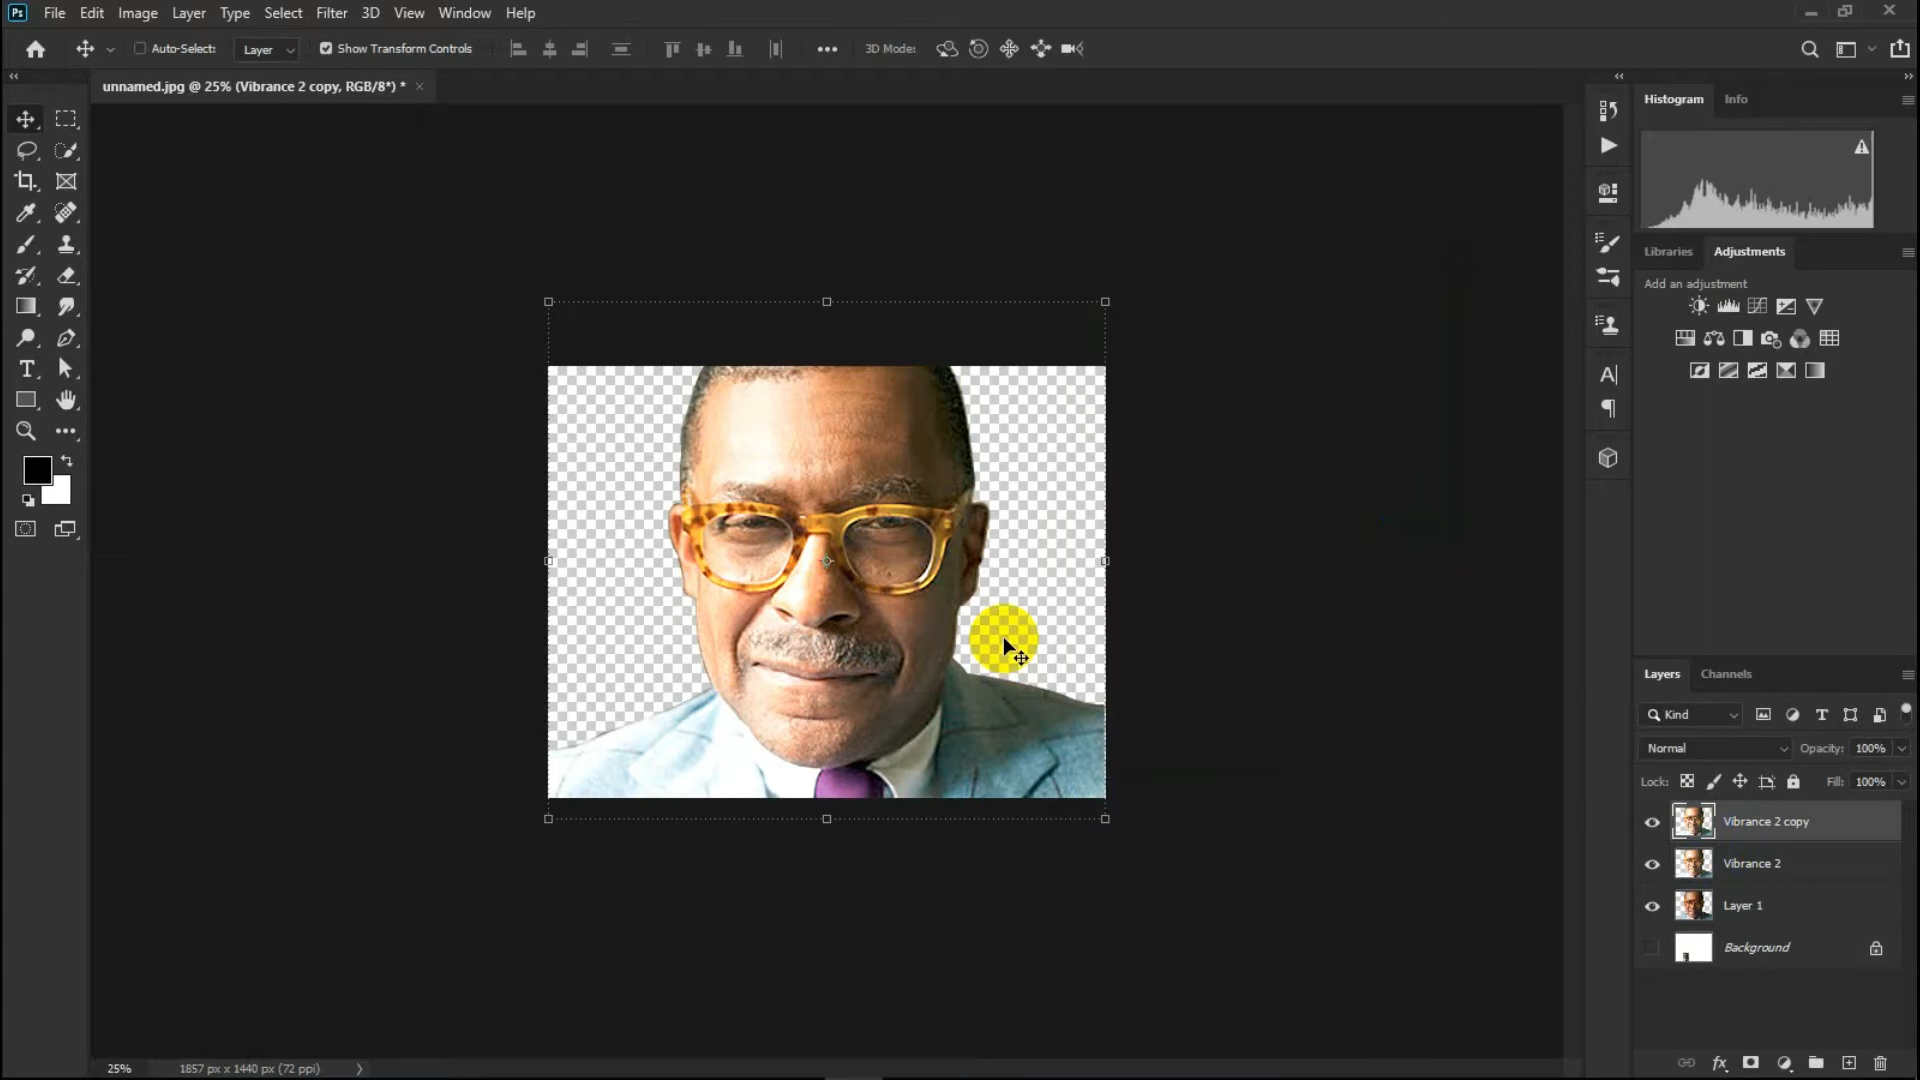 Ps File Edit Image Layer Type Select Filter 3D View Window Help
Auto-Select: Layer Show Transform Controls 3D Mode:
unnamed.jpg @ 25% (Vibrance 2 copy, RGB/8*) *
Histogram Info
Libraries Adjustments
Add an adjustment
Layers Channels
Kind
Normal Opacity: 100%
Lock: Fill: 100%
Vibrance 2 copy
Vibrance 2
Layer 1
Background
25% 1857 px x 1440 px (72 ppi)